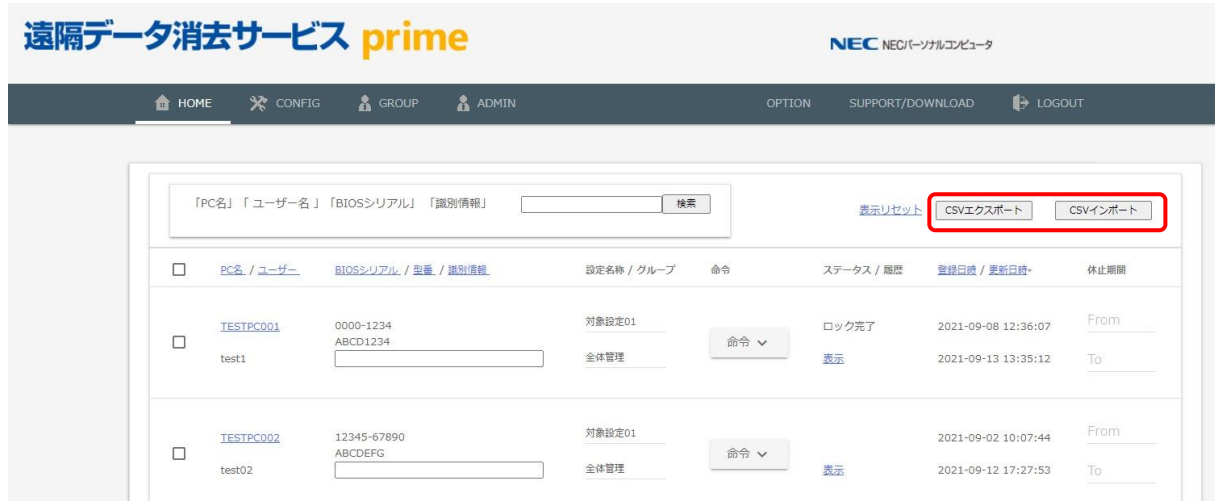 遠隔データ消去サービス prime
NEC NECパーソナルコンピュータ
HOME CONFIG GROUP ADMIN OPTION SUPPORT/DOWNLOAD LOGOUT
「PC名」「 ユーザー名 」「BIOSシリアル」 「識別情報」 検索 表示リセット CSVエクスポート CSVインポート
PC名 / ユーザー BIOSシリアル / 型番 / 識別情報 設定名称 / グループ 命令 ステータス / 履歴 登録日時 / 更新日時 休止期間
TESTPC001 0000-1234 対象設定01 ロック完了 2021-09-08 12:36:07 From
ABCD1234 命令
test1 全体管理 表示 2021-09-13 13:35:12 To
TESTPC002 12345-67890 対象設定01 2021-09-02 10:07:44 From
ABCDEFG 命令
test02 全体管理 表示 2021-09-12 17:27:53 To